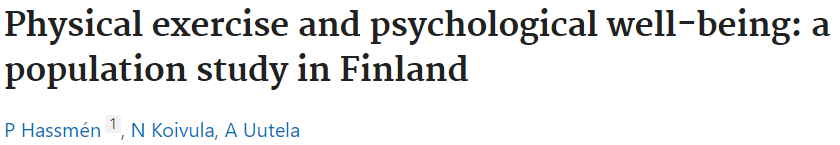 Physical exercise and psychological well-being: a
population study in Finland
P Hassmén 1, N Koivula, A Uutela